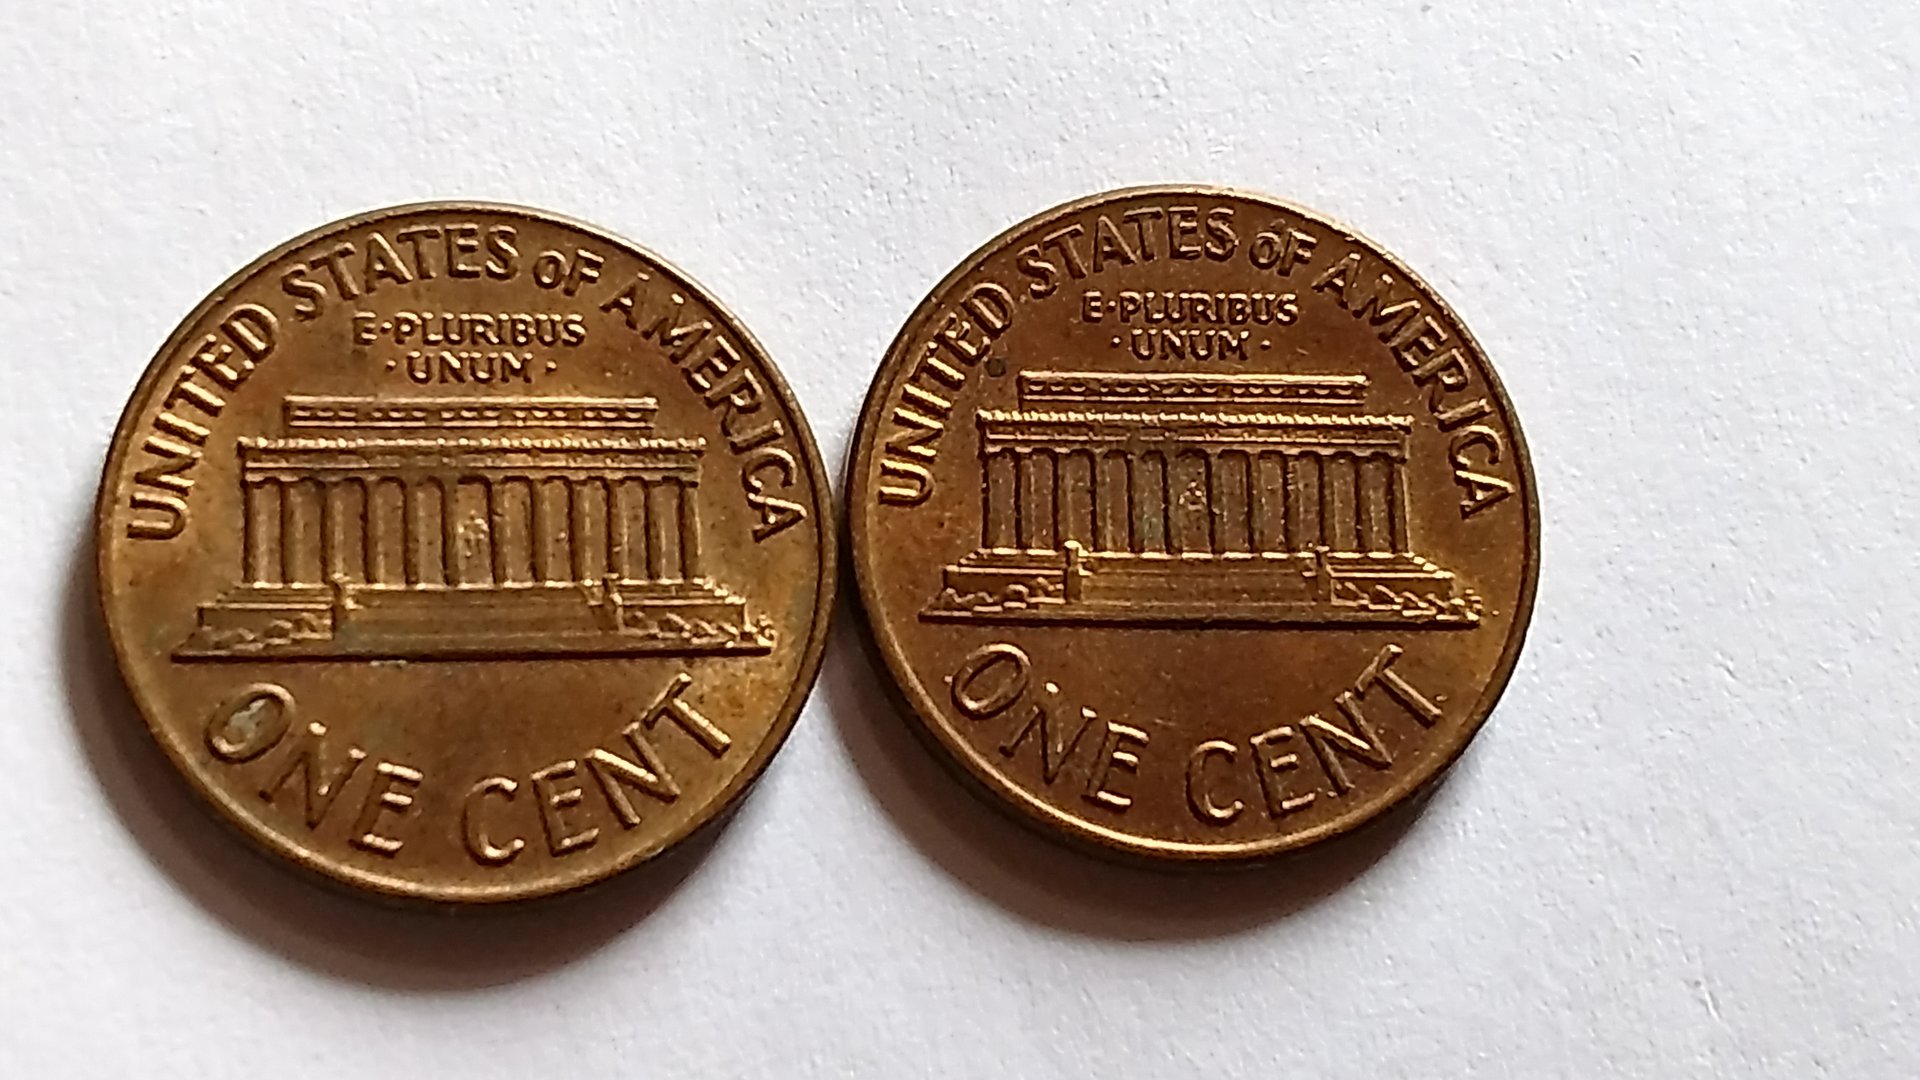 UNITED STATES OF AMERICA
E·PLURIBUS
·UNUM·
ONE CENT
UNITED STATES OF AMERICA
E·PLURIBUS
·UNUM·
ONE CENT